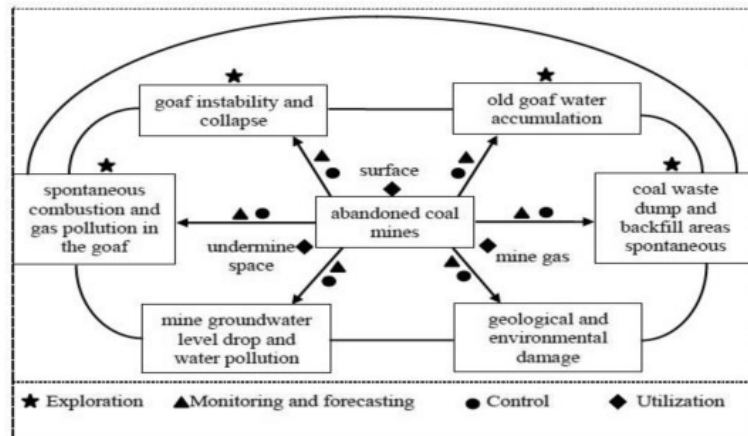 goaf instability and
collapse
old goaf water
accumulation
surface
spontaneous
combustion and
gas pollution in
the goaf
abandoned coal
mines
coal waste
dump and
backfill areas
spontaneous
undermine
space
mine gas
mine groundwater
level drop and
water pollution
geological and
environmental
damage
Exploration
Monitoring and forecasting
Control
Utilization